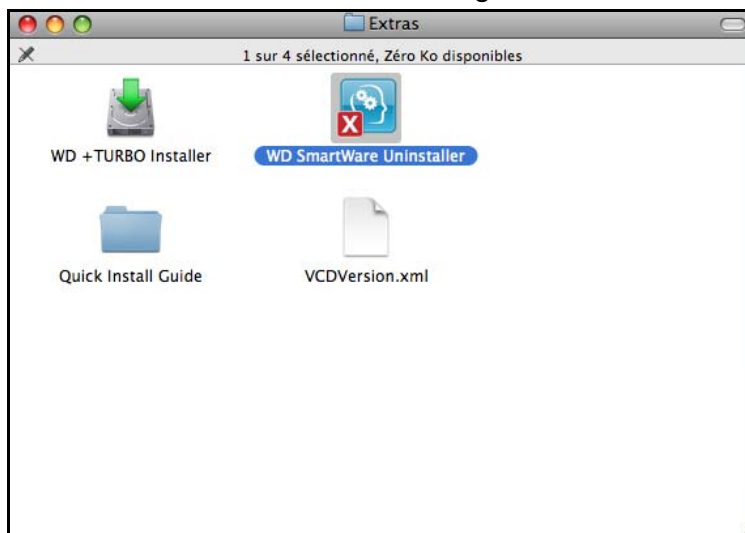 Extras
1 sur 4 sélectionné, Zéro Ko disponibles
WD +TURBO Installer
WD SmartWare Uninstaller
Quick Install Guide
VCDVersion.xml